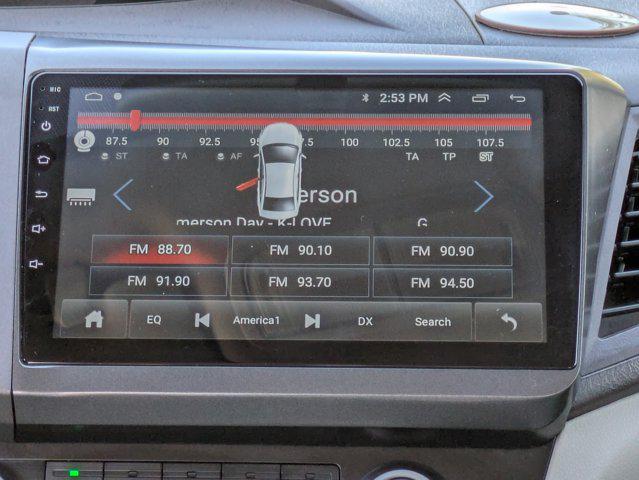 MIC
2:53 PM
RST
87.5 90 92.5 100 102.5 105 107.5
ST TA AF TA TP ST
erson
merson Day - K-LOVE G
FM 88.70 FM 90.10 FM 90.90
FM 91.90 FM 93.70 FM 94.50
EQ America1 DX Search